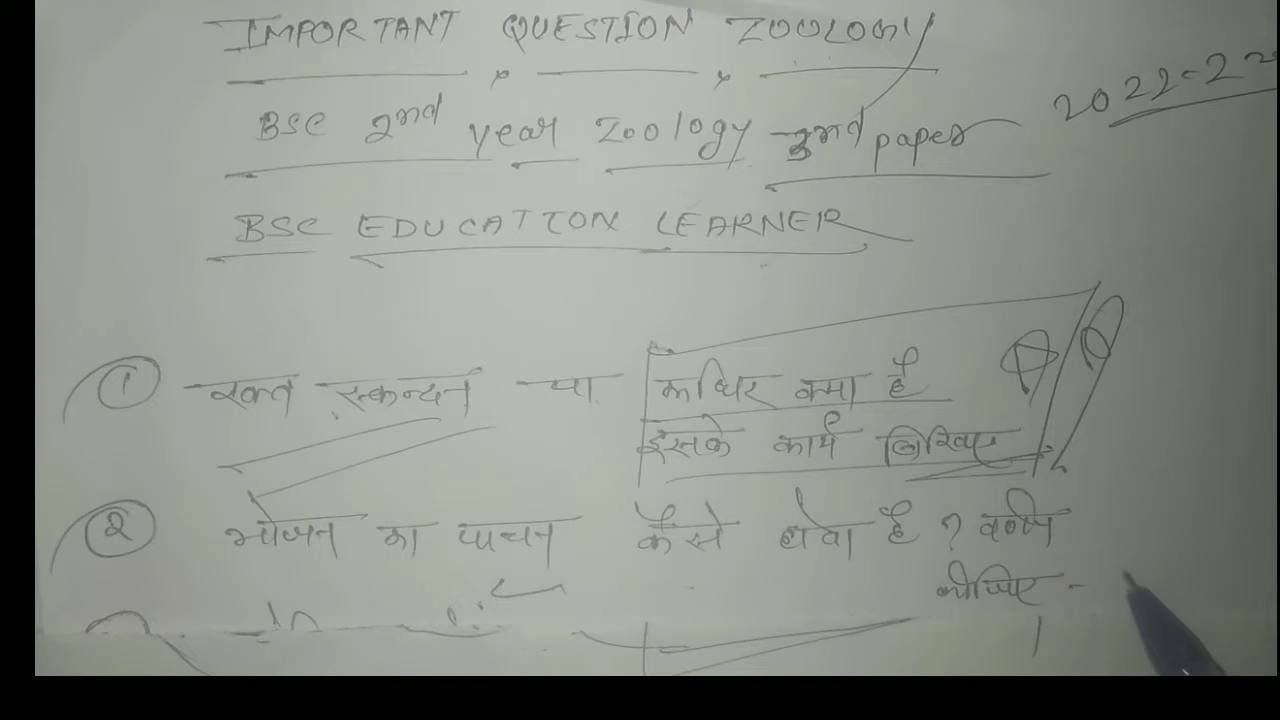 IMPORTANT QUESTION ZOOLOGY
2022-2
BSC 2nd year zoology 2nd paper
BSC EDUCATION LEARNER
① रक्त स्कन्दन या रूधिर क्या है
इसके कार्य लिखिए
② भोजन का पाचन कैसे होता है ? वर्णन
कीजिए -